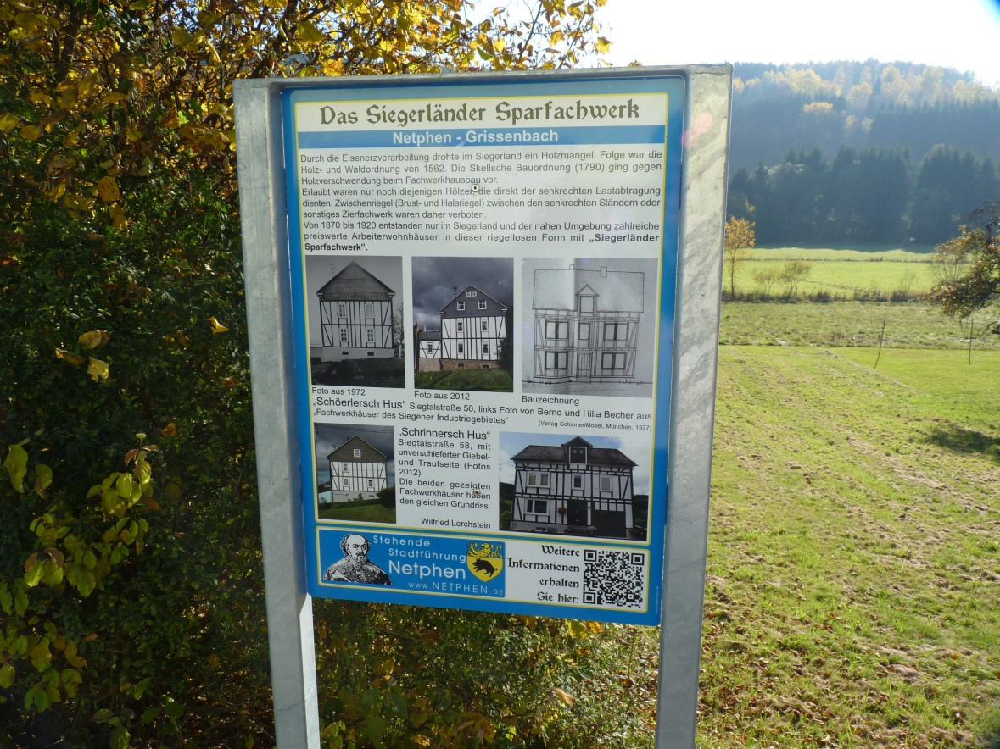 Das Siegerländer Sparfachwerk
Netphen - Grissenbach
Durch die Eisenerzverarbeitung drohte im Siegerland ein Holzmangel. Folge war die
Holz- und Waldordnung von 1562. Die Skellsche Bauordnung (1790) ging gegen
Holzverschwendung beim Fachwerkhausbau vor.
Erlaubt waren nur noch diejenigen Hölzer, die direkt der senkrechten Lastabtragung
dienten. Zwischenriegel (Brust- und Halsriegel) zwischen den senkrechten Ständern oder
sonstiges Zierfachwerk waren daher verboten.
Von 1870 bis 1920 entstanden nur im Siegerland und der nahen Umgebung zahlreiche
preiswerte Arbeiterwohnhäuser in dieser riegellosen Form mit „Siegerländer
Sparfachwerk”.
Foto aus 1972
Foto aus 2012
Bauzeichnung
„Schöerlersch Hus“ Siegtalstraße 50, links Foto von Bernd und Hilla Becher aus
„Fachwerkhäuser des Siegener Industriegebietes“
(Verlag Schirmer/Mosel, München, 1977)
„Schrinnersch Hus“
Siegtalstraße 58, mit
unverschieferter Giebel-
und Traufseite (Fotos
2012).
Die beiden gezeigten
Fachwerkhäuser haben
den gleichen Grundriss.
Wilfried Lerchstein
Stehende
Stadtführung
Netphen
www.NETPHEN.DE
Weitere
Informationen
erhalten
Sie hier: